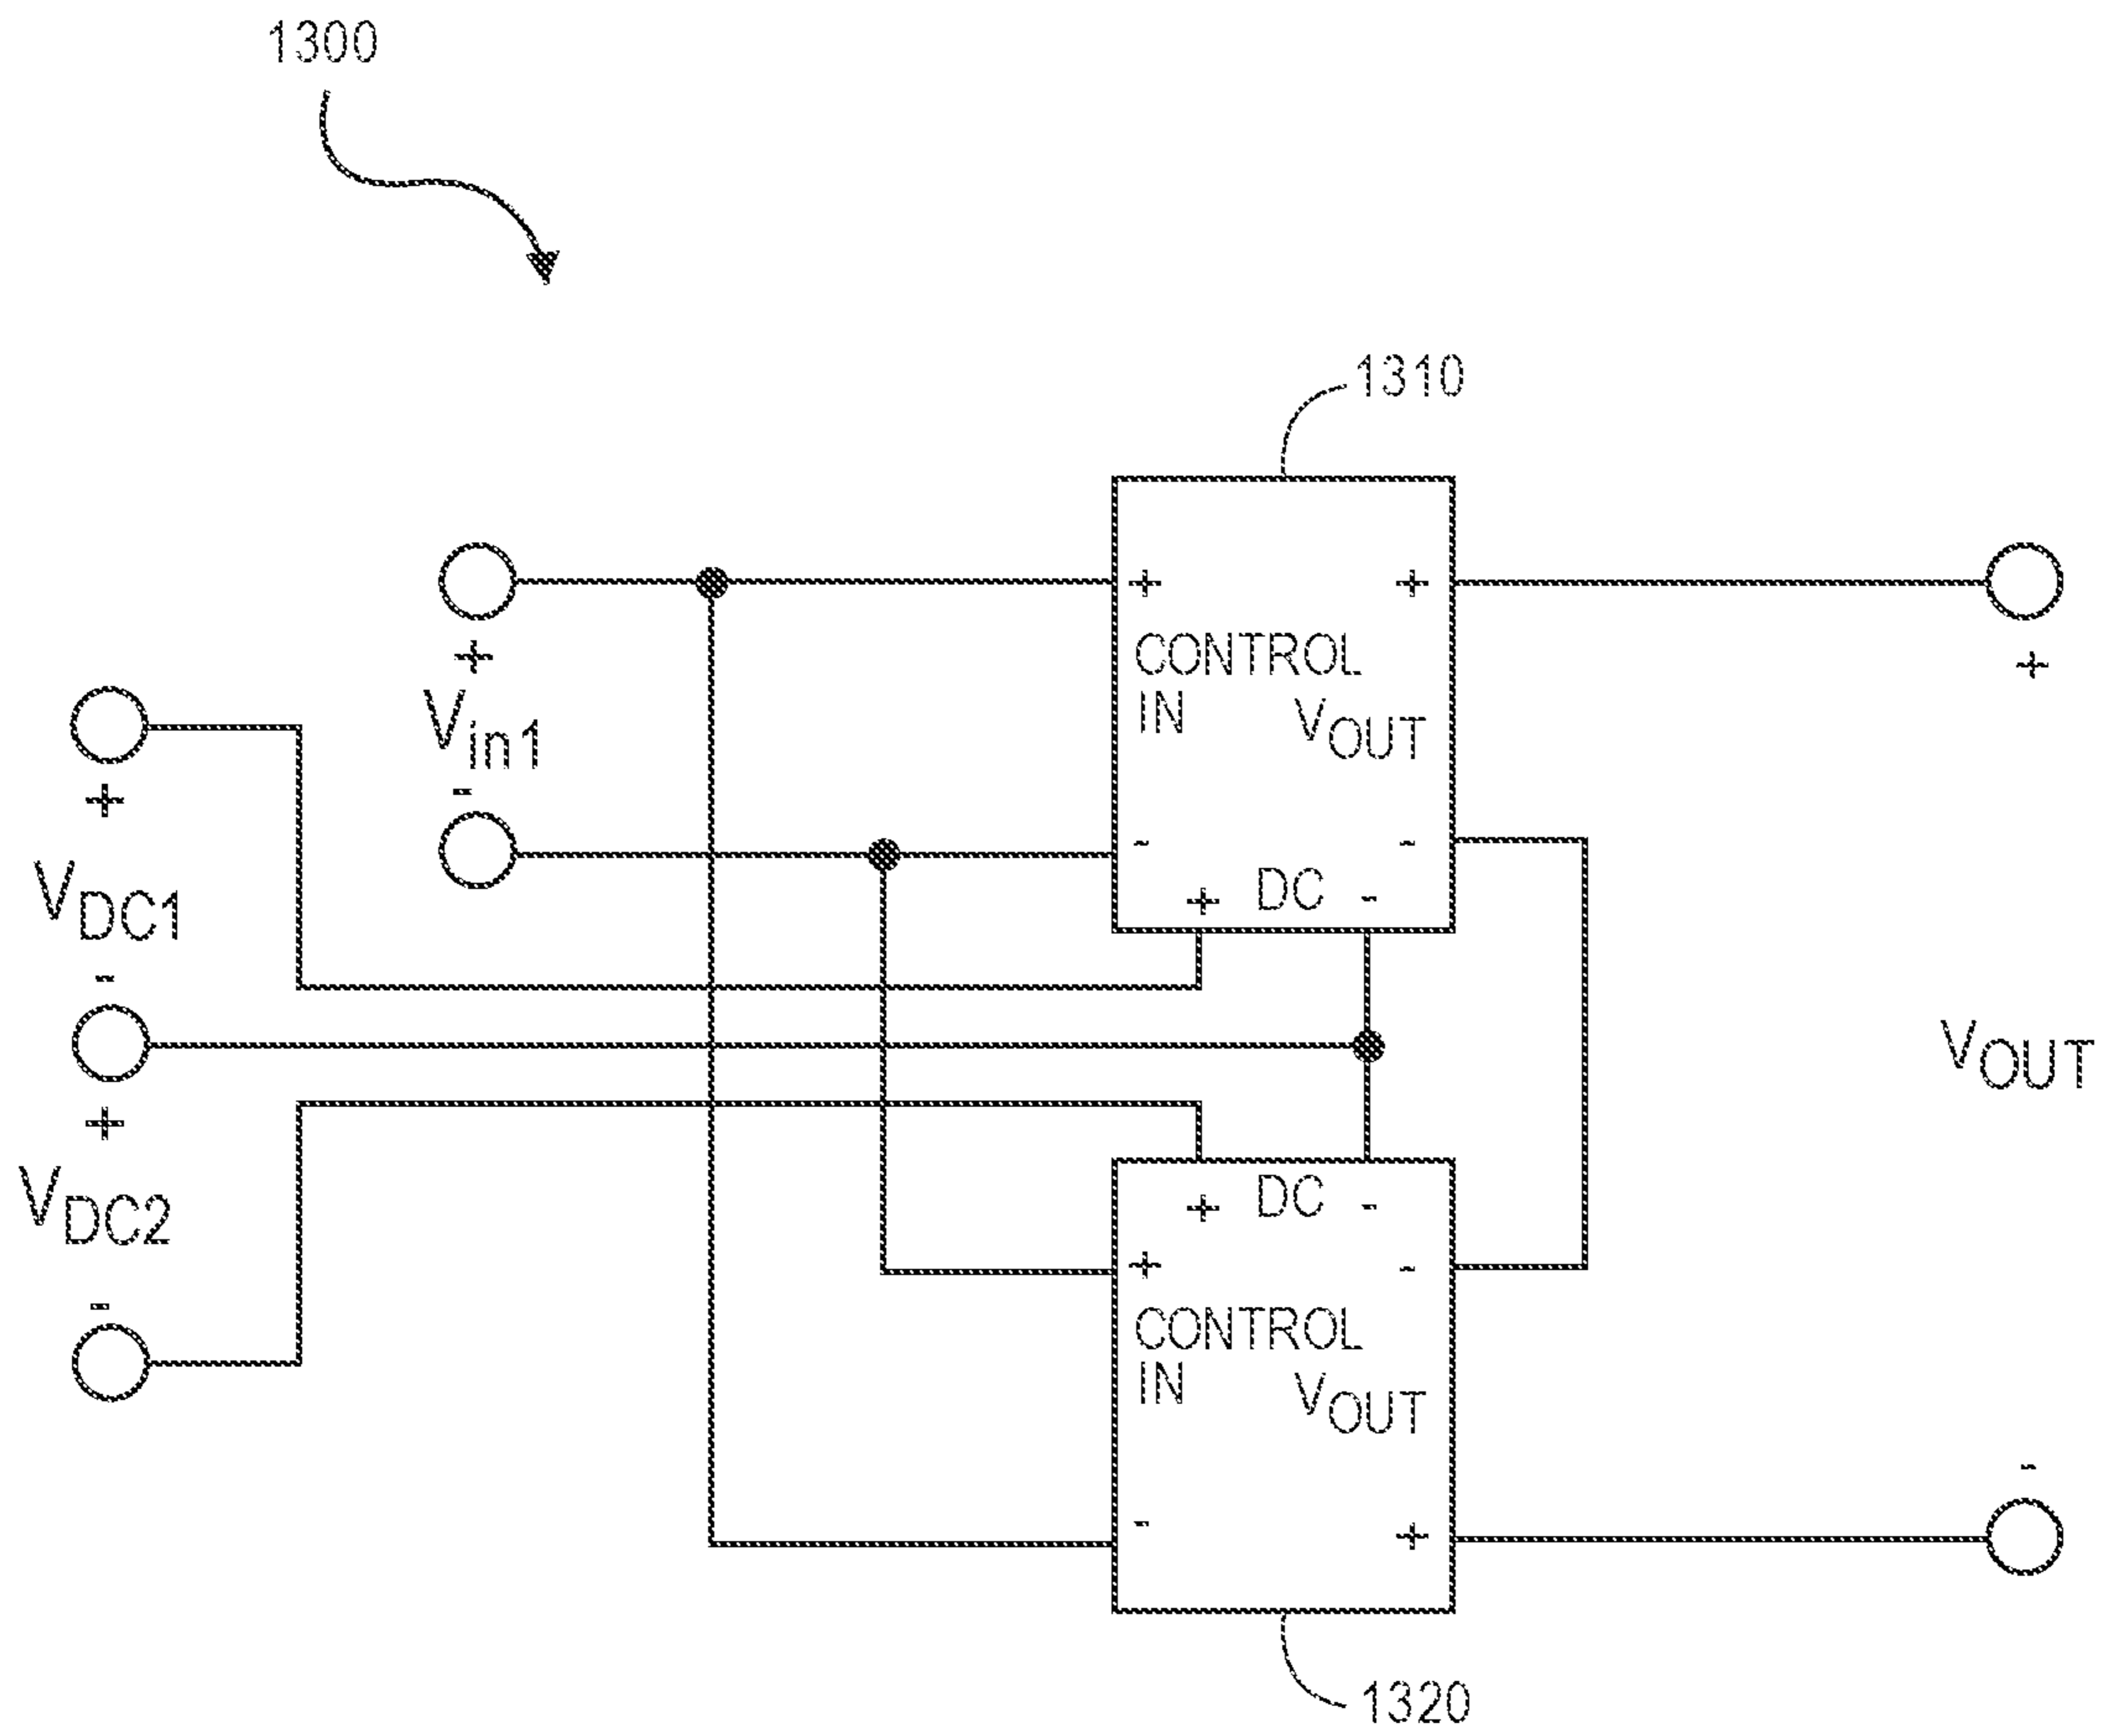 1300
1310
+
+
CONTROL
IN
VOUT
-
-
+
DC
-
+
Vin1
-
+
VDC1
-
+
VDC2
-
+
VOUT
-
+
DC
-
+
-
CONTROL
IN
VOUT
-
+
1320